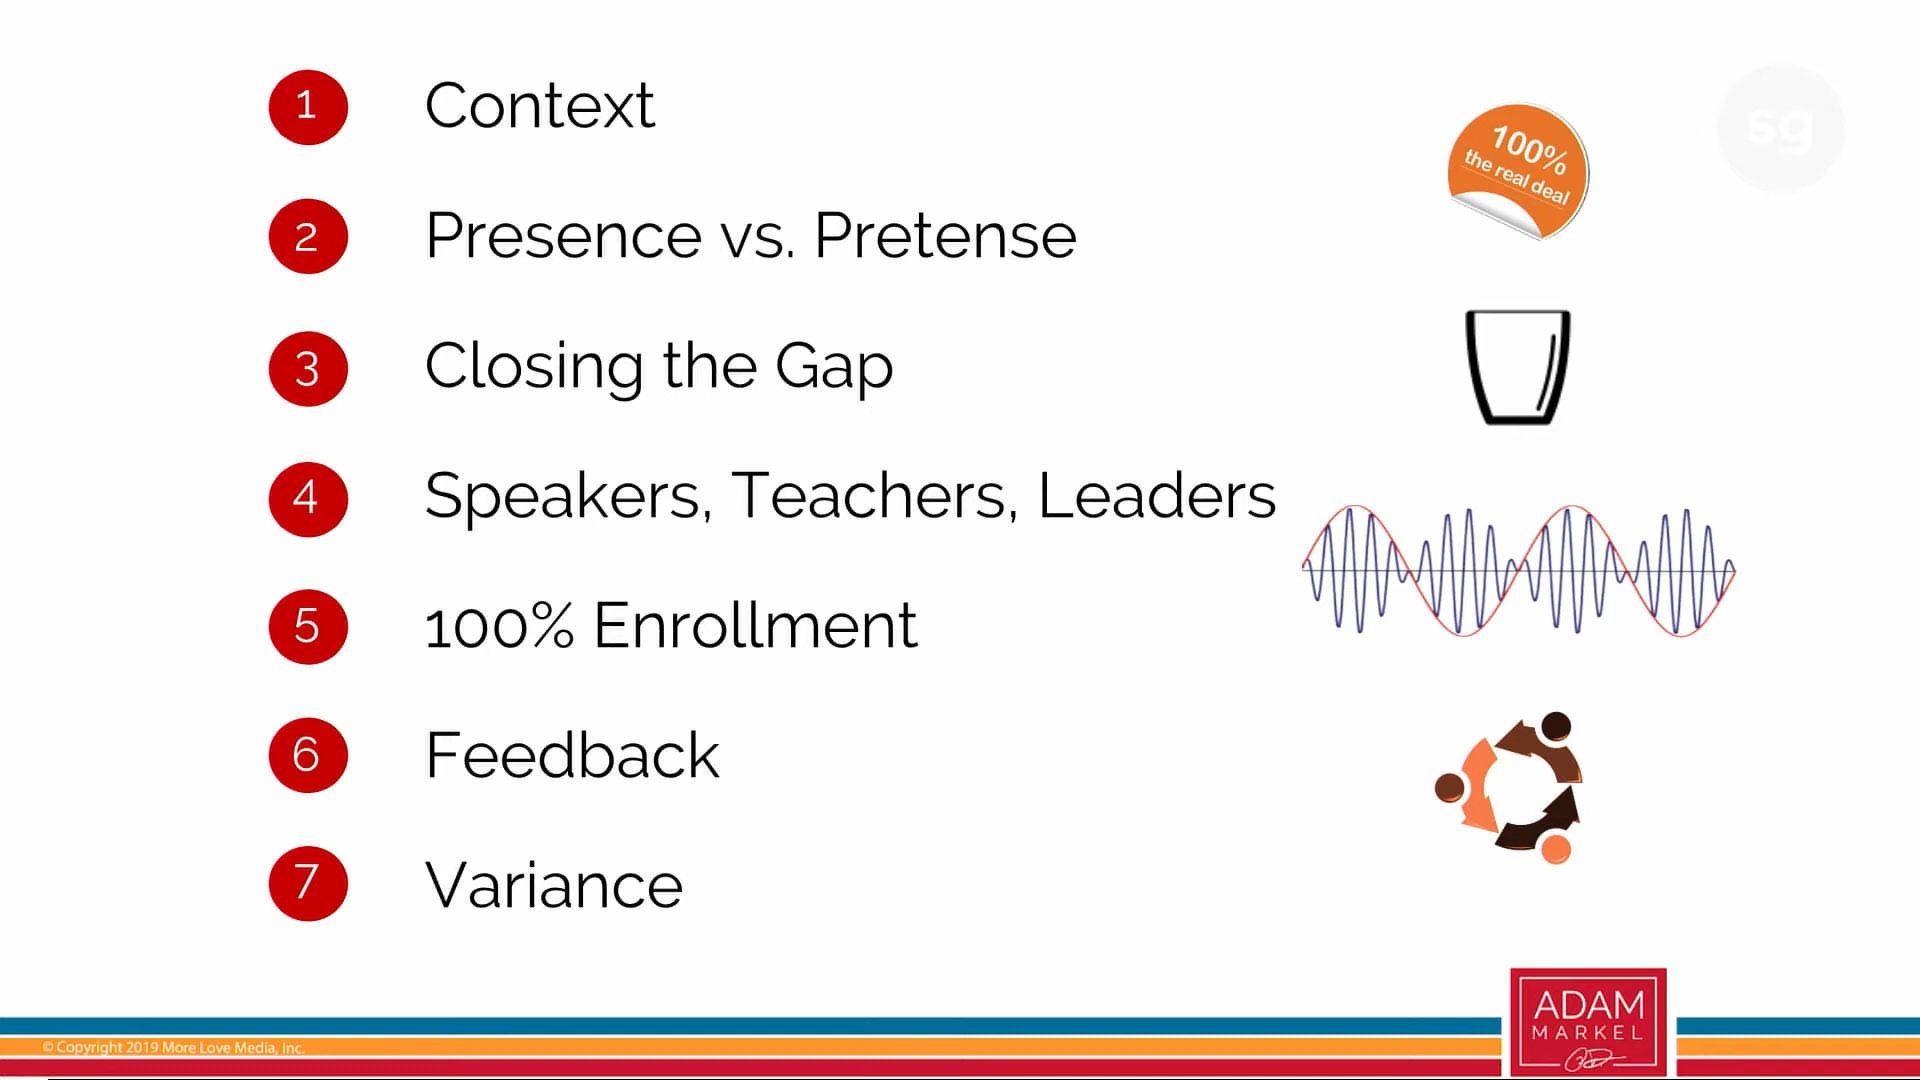 1 Context
2 Presence vs. Pretense
3 Closing the Gap
4 Speakers, Teachers, Leaders
5 100% Enrollment
6 Feedback
7 Variance
100%
the real deal
sg
© Copyright 2019 More Love Media, Inc.
ADAM
MARKEL